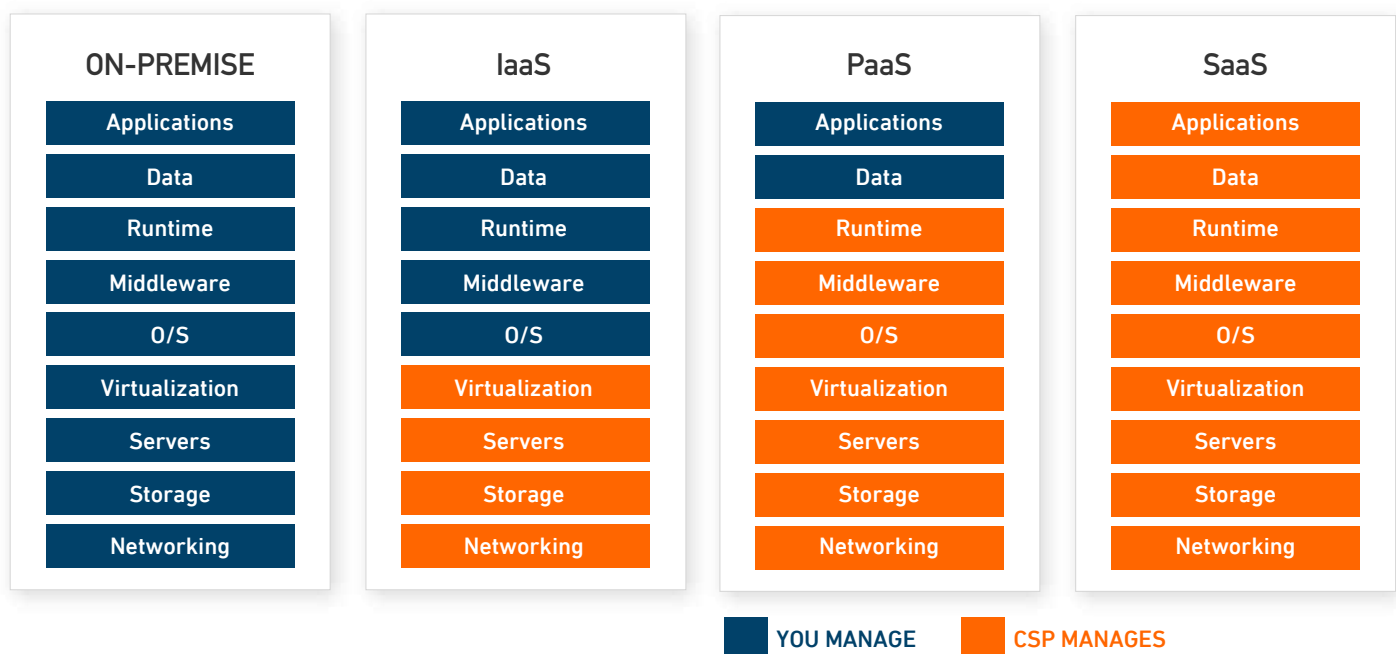 ON-PREMISE
Applications
Data
Runtime
Middleware
O/S
Virtualization
Servers
Storage
Networking
IaaS
Applications
Data
Runtime
Middleware
O/S
Virtualization
Servers
Storage
Networking
PaaS
Applications
Data
Runtime
Middleware
O/S
Virtualization
Servers
Storage
Networking
SaaS
Applications
Data
Runtime
Middleware
O/S
Virtualization
Servers
Storage
Networking
YOU MANAGE
CSP MANAGES